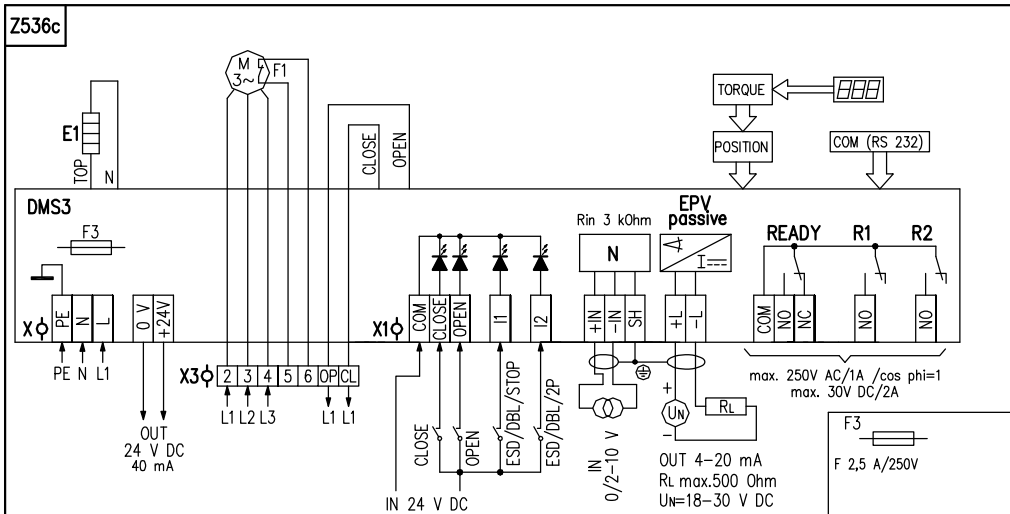 Z536c
M
3~
F1
E1
TOP
N
CLOSE
OPEN
TORQUE
POSITION
COM (RS 232)
DMS3
F3
Rin 3 kOhm
N
EPV
passive
I
READY
R1
R2
X
PE
N
L
0 V
+24V
X1
COM
CLOSE
OPEN
I1
I2
+IN
-IN
SH
+L
-L
COM
NO
NC
NO
NO
PE N L1
X3
2
3
4
5
6
OP
CL
L1
L2
L3
L1
L1
OUT
24 V DC
40 mA
CLOSE
OPEN
ESD/DBL/STOP
ESD/DBL/2P
IN 24 V DC
IN
0/2-10 V
+
UN
-
RL
OUT 4-20 mA
RL max.500 Ohm
UN=18-30 V DC
max. 250V AC/1A /cos phi=1
max. 30V DC/2A
F3
F 2,5 A/250V